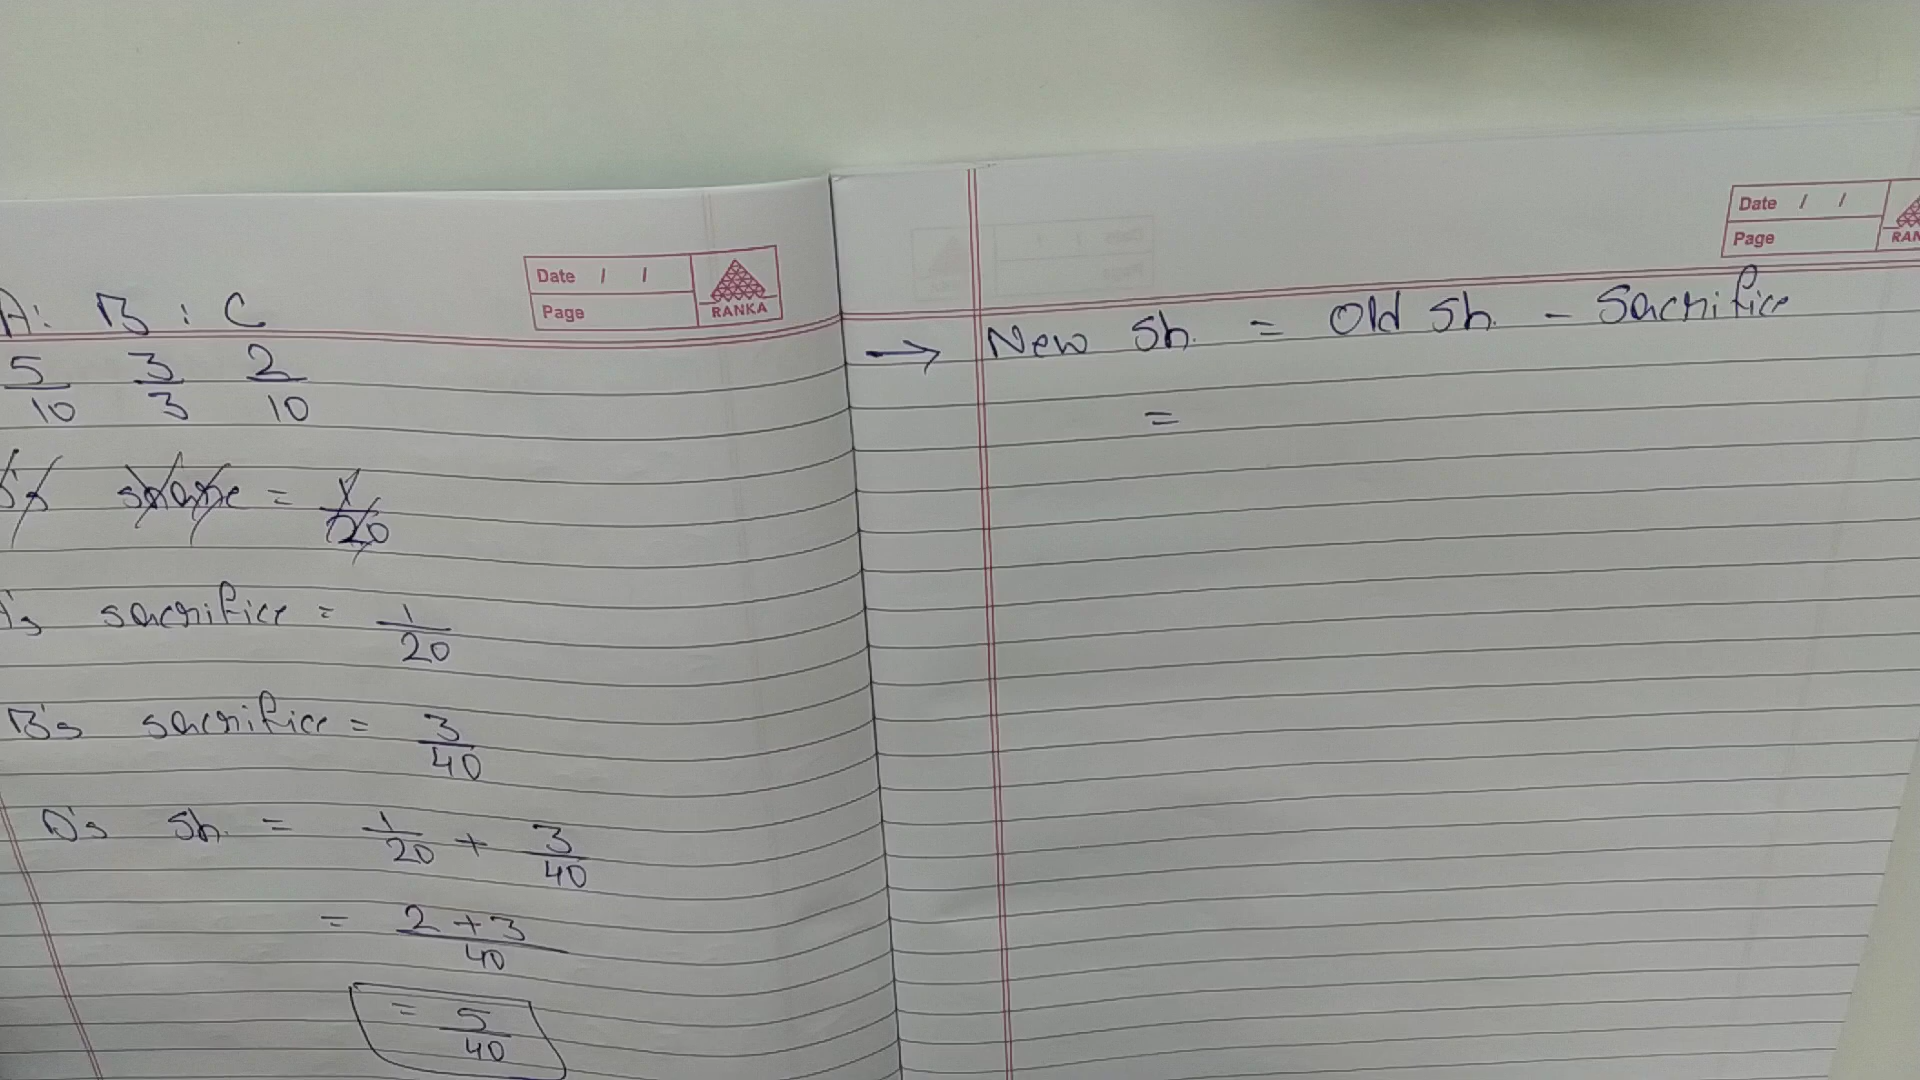 Date / /
Page
RANKA
A: B : C
5/10 3/3 2/10
share = 1/20
A's sacrifice = 1/20
B's sacrifice = 3/40
D's Sh. = 1/20 + 3/40
= 2+3/40
= 5/40
Date / /
Page
→ New Sh. = Old Sh. - Sacrifice
=